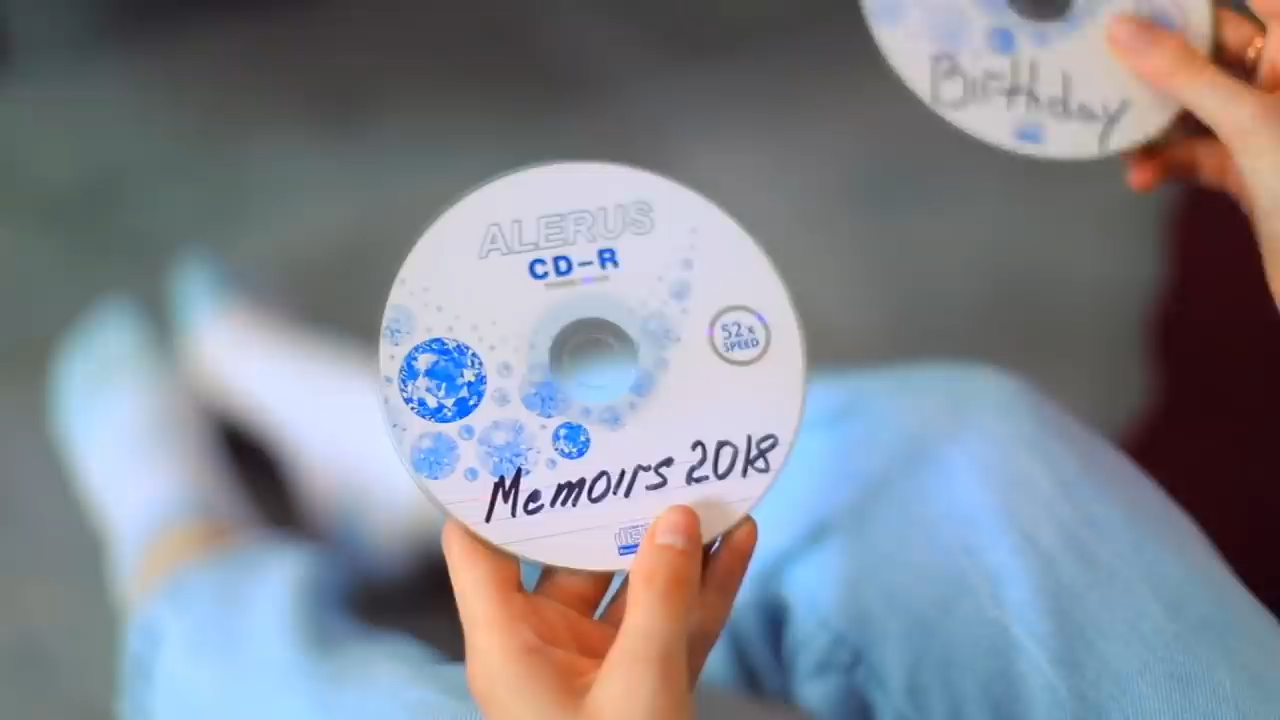 Birthday
ALERUS
CD-R
52x
SPEED
Memoirs 2018